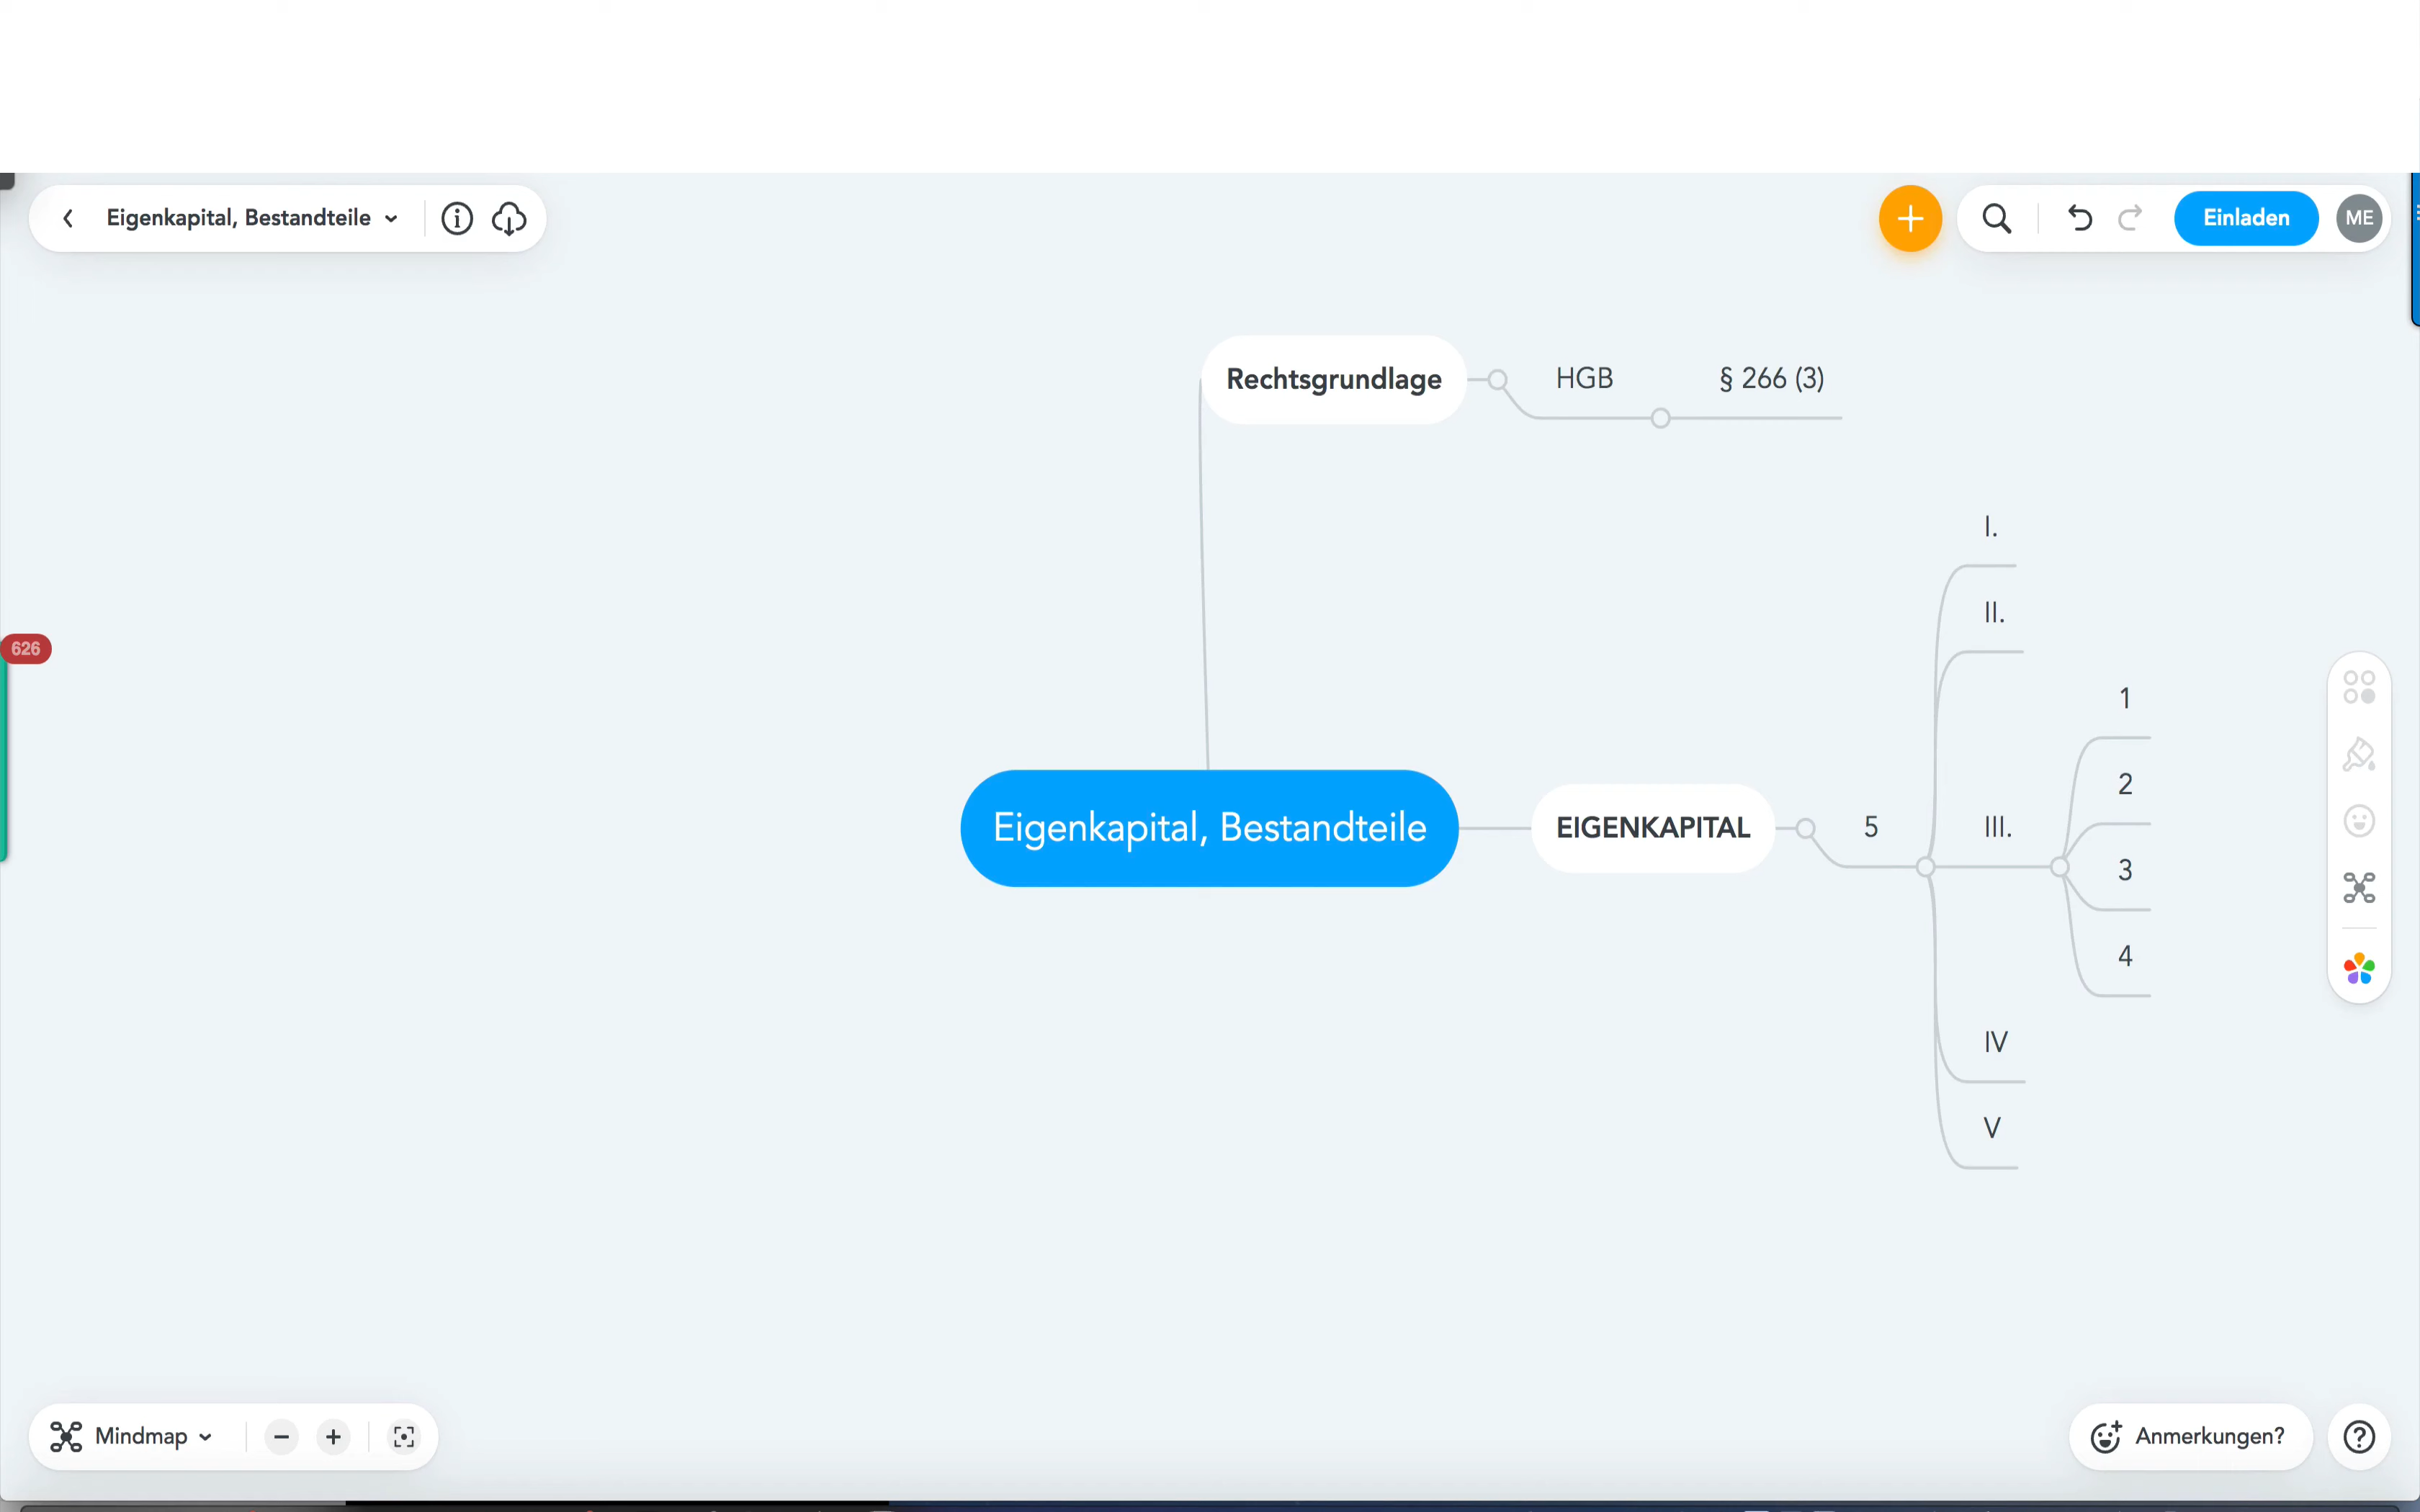 Eigenkapital, Bestandteile
Einladen
ME
Rechtsgrundlage
HGB
§ 266 (3)
I.
II.
626
1
2
Eigenkapital, Bestandteile
EIGENKAPITAL
5
III.
3
4
IV
V
Mindmap
Anmerkungen?